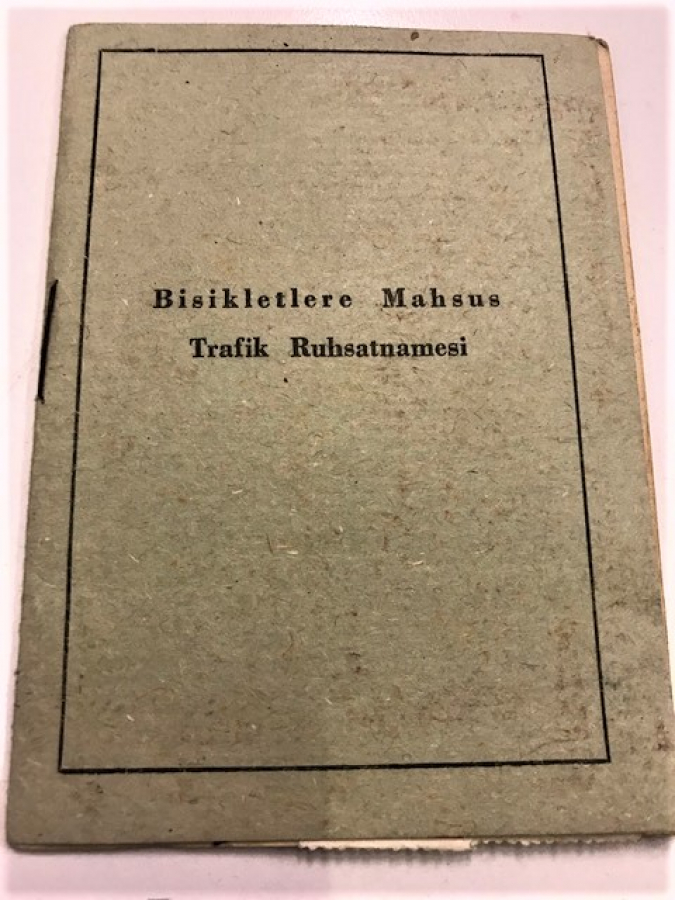 Bisikletlere Mahsus
Trafik Ruhsatnamesi